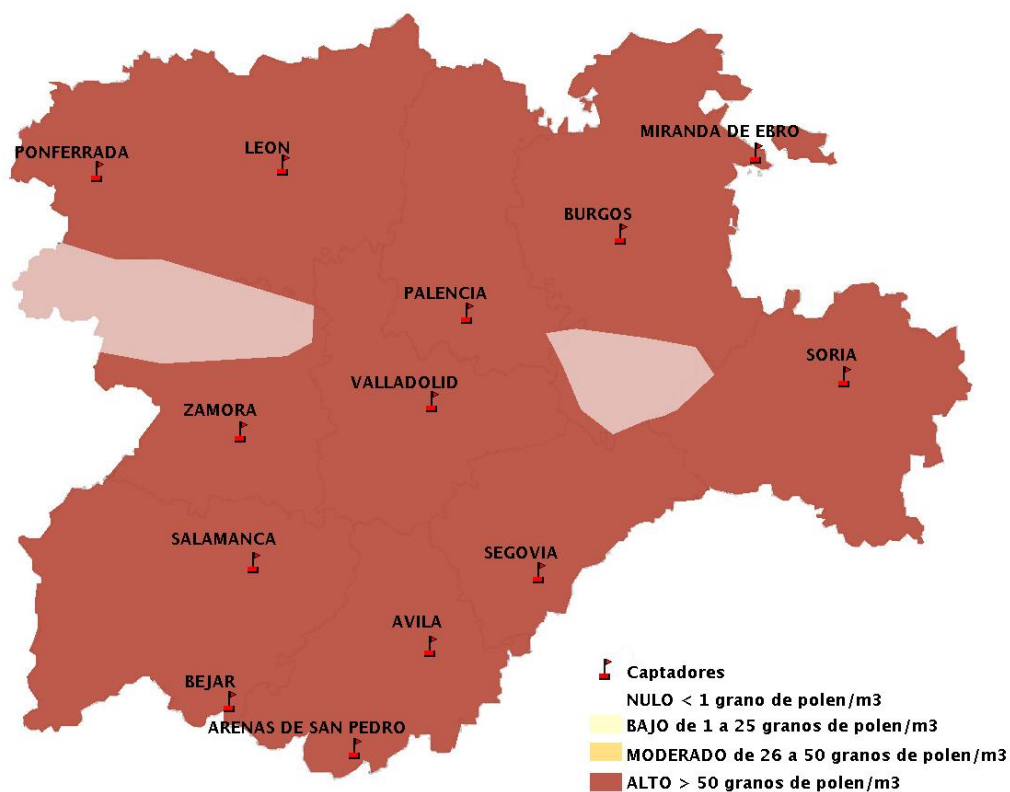 MIRANDA DE EBRO
PONFERRADA
LEON
BURGOS
PALENCIA
SORIA
VALLADOLID
ZAMORA
SALAMANCA
SEGOVIA
AVILA
BEJAR
ARENAS DE SAN PEDRO
Captadores
NULO < 1 grano de polen/m3
BAJO de 1 a 25 granos de polen/m3
MODERADO de 26 a 50 granos de polen/m3
ALTO > 50 granos de polen/m3